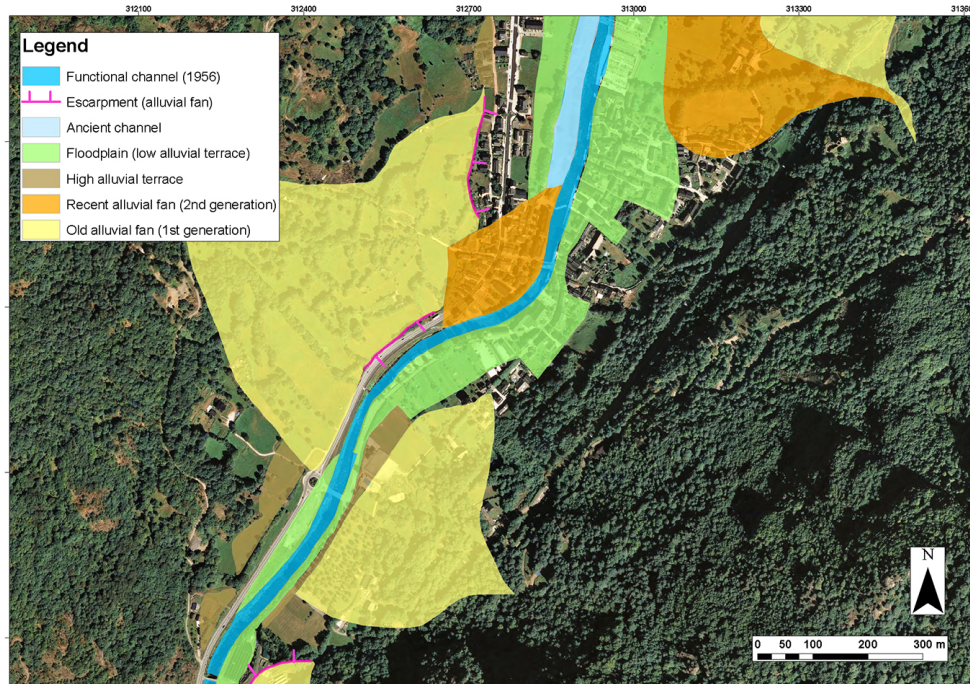 312100 312400 312700 313000 313300 3136
Legend
Functional channel (1956)
Escarpment (alluvial fan)
Ancient channel
Floodplain (low alluvial terrace)
High alluvial terrace
Recent alluvial fan (2nd generation)
Old alluvial fan (1st generation)
N
0 50 100 200 300 m